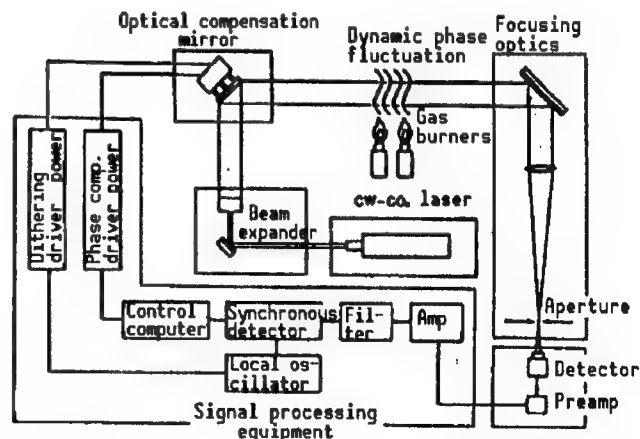 Optical compensation
mirror
Dynamic phase
fluctuation
Focusing
optics
Gas
burners
Dithering
driver power
Phase comp.
driver power
Beam
expander
cw-co₂ laser
Control
computer
Synchronous
detector
Fil-
ter
Amp
Aperture
Local os-
cillator
Detector
Preamp
Signal processing
equipment